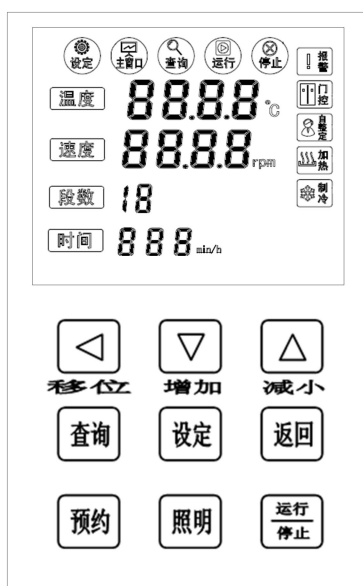 设定 主窗口 查询 运行 停止
报警
温度 88.8.8 ℃
门控
速度 88.8.8 rpm
自整定
加热
段数 18
制冷
时间 888 min/h
移位 增加 减小
查询 设定 返回
预约 照明 运行
停止